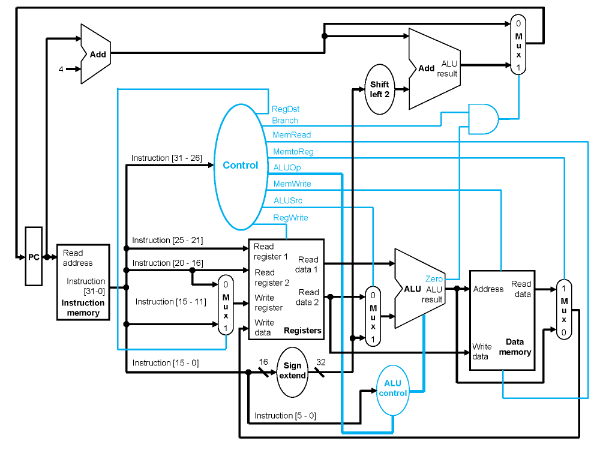 0
M
u
x
1
Add
4
Add
ALU
result
Shift
left 2
RegDst
Branch
MemRead
MemtoReg
ALUOp
MemWrite
ALUSrc
RegWrite
Control
Instruction [31 - 26]
Instruction [25 - 21]
Instruction [20 - 16]
Instruction [15 - 11]
Instruction [15 - 0]
Instruction [5 - 0]
PC
Read
address
Instruction
[31-0]
Instruction
memory
0
M
u
x
1
Read
register 1
Read
register 2
Write
register
Write
data
Read
data 1
Read
data 2
Registers
0
M
u
x
1
Zero
ALU
ALU
result
Address
Read
data
Write
data
Data
memory
1
M
u
x
0
16
Sign
extend
32
ALU
control